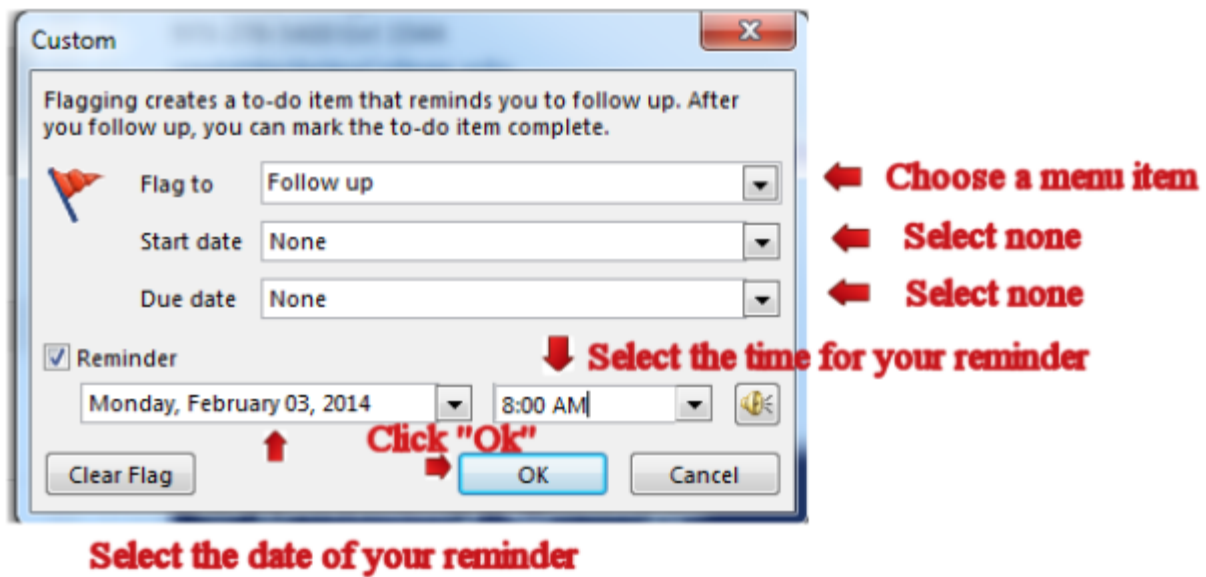 Custom
Flagging creates a to-do item that reminds you to follow up. After
you follow up, you can mark the to-do item complete.
Flag to Follow up Choose a menu item
Start date None Select none
Due date None Select none
Reminder Select the time for your reminder
Monday, February 03, 2014 8:00 AM
Click "Ok"
Clear Flag OK Cancel
Select the date of your reminder